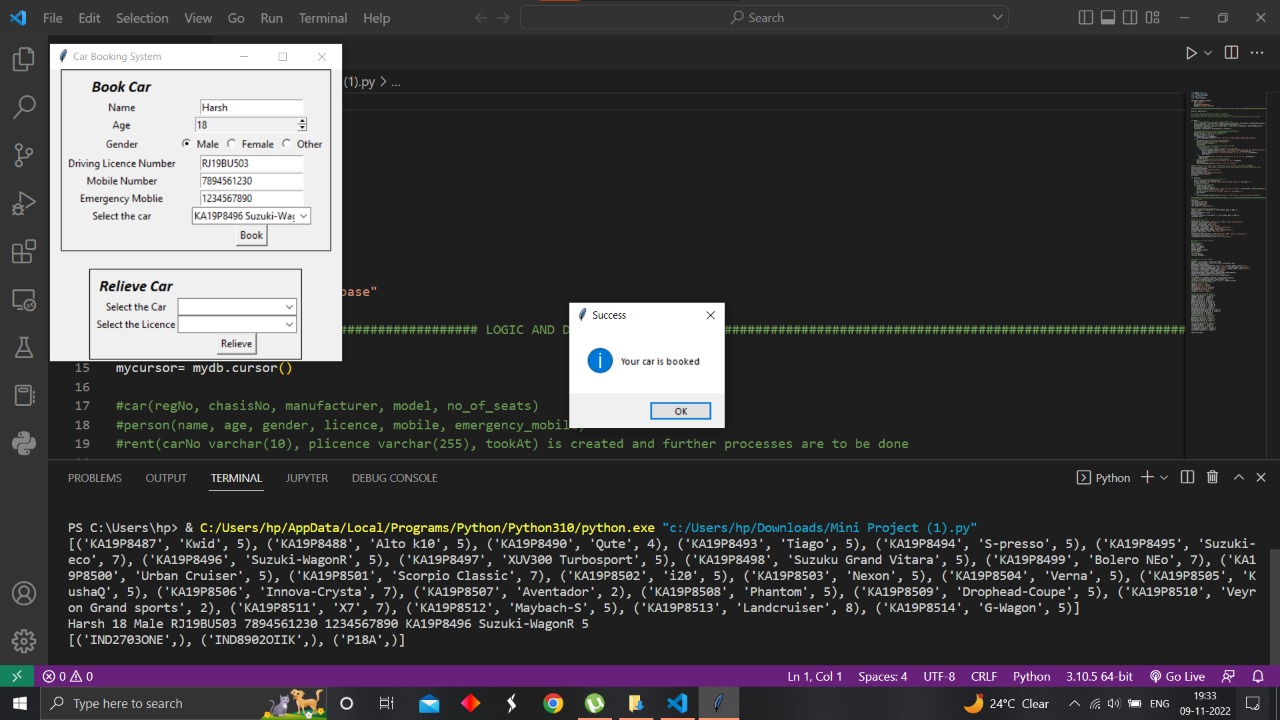 File Edit Selection View Go Run Terminal Help
Search
Car Booking System
Book Car
Name Harsh
Age 18
Gender Male Female Other
Driving Licence Number RJ19BU503
Mobile Number 7894561230
Emergency Moblie 1234567890
Select the car KA19P8496 Suzuki-Wag
Book
Relieve Car
Select the Car
Select the Licence
Relieve
(1).py > ...
base"
################## LOGIC AND D
15 mycursor= mydb.cursor()
16
17 #car(regNo, chasisNo, manufacturer, model, no_of_seats)
18 #person(name, age, gender, licence, mobile, emergency_mobile)
19 #rent(carNo varchar(10), plicence varchar(255), tookAt) is created and further processes are to be done
Success
Your car is booked
OK
PROBLEMS OUTPUT TERMINAL JUPYTER DEBUG CONSOLE
Python
PS C:\Users\hp> & C:/Users/hp/AppData/Local/Programs/Python/Python310/python.exe "c:/Users/hp/Downloads/Mini Project (1).py"
[('KA19P8487', 'Kwid', 5), ('KA19P8488', 'Alto k10', 5), ('KA19P8490', 'Qute', 4), ('KA19P8493', 'Tiago', 5), ('KA19P8494', 'S-presso', 5), ('KA19P8495', 'Suzuki-
eco', 7), ('KA19P8496', 'Suzuki-WagonR', 5), ('KA19P8497', 'XUV300 Turbosport', 5), ('KA19P8498', 'Suzuku Grand Vitara', 5), ('KA19P8499', 'Bolero NEo', 7), ('KA1
9P8500', 'Urban Cruiser', 5), ('KA19P8501', 'Scorpio Classic', 7), ('KA19P8502', 'i20', 5), ('KA19P8503', 'Nexon', 5), ('KA19P8504', 'Verna', 5), ('KA19P8505', 'K
ushaQ', 5), ('KA19P8506', 'Innova-Crysta', 7), ('KA19P8507', 'Aventador', 2), ('KA19P8508', 'Phantom', 5), ('KA19P8509', 'Drophead-Coupe', 5), ('KA19P8510', 'Veyr
on Grand sports', 2), ('KA19P8511', 'X7', 7), ('KA19P8512', 'Maybach-S', 5), ('KA19P8513', 'Landcruiser', 8), ('KA19P8514', 'G-Wagon', 5)]
Harsh 18 Male RJ19BU503 7894561230 1234567890 KA19P8496 Suzuki-WagonR 5
[('IND2703ONE',), ('IND8902OIIK',), ('P18A',)]
0 0 Ln 1, Col 1 Spaces: 4 UTF-8 CRLF Python 3.10.5 64-bit Go Live
Type here to search
24°C Clear
ENG
19:33
09-11-2022